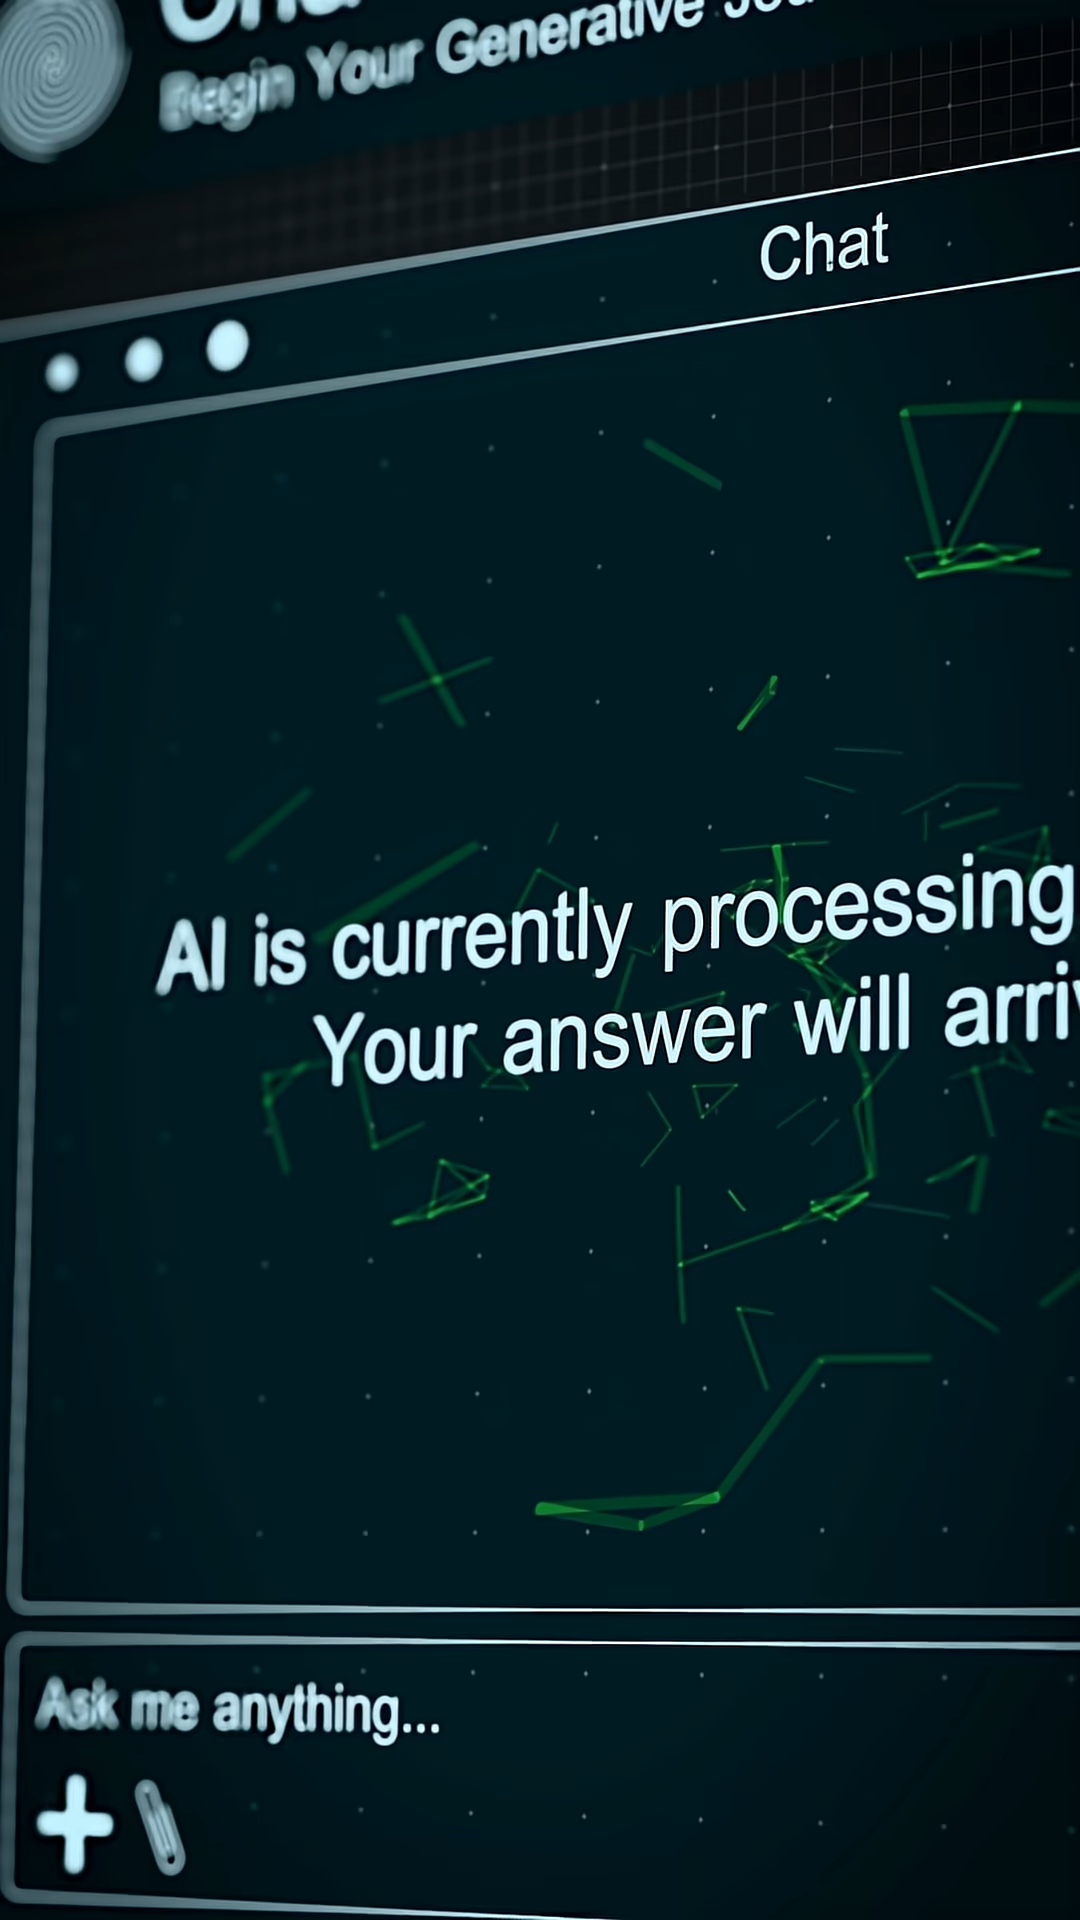 Begin Your Generative
Chat
AI is currently processing
Your answer will
Ask me anything...